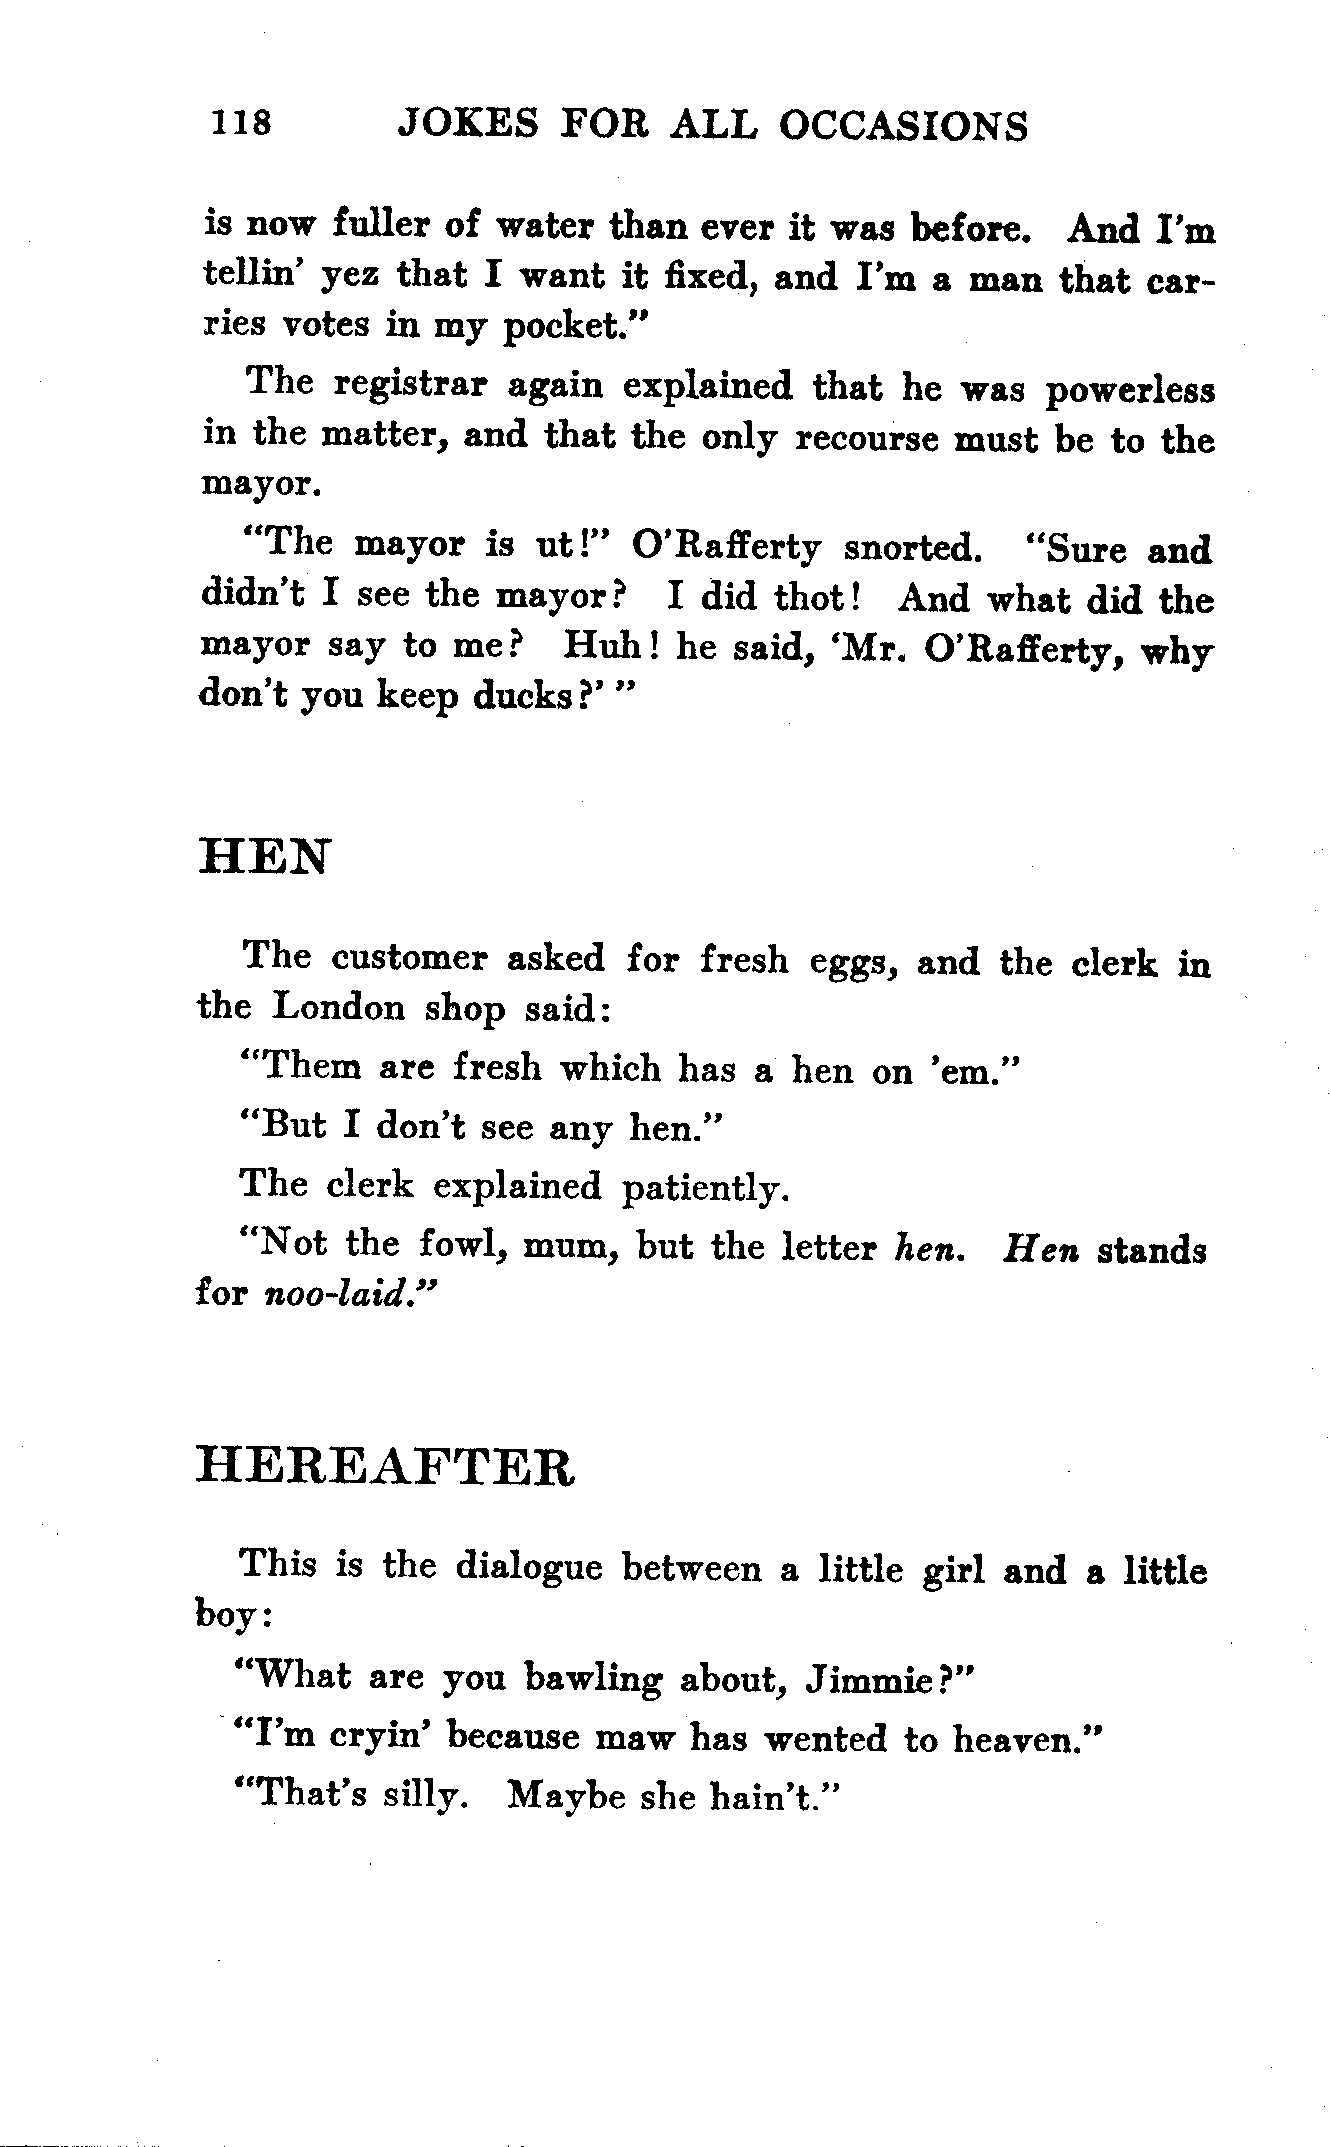 118 JOKES FOR ALL OCCASIONS
is now fuller of water than ever it was before. And I'm
tellin' yez that I want it fixed, and I'm a man that car-
ries votes in my pocket."
The registrar again explained that he was powerless
in the matter, and that the only recourse must be to the
mayor.
"The mayor is ut!" O'Rafferty snorted. "Sure and
didn't I see the mayor? I did thot! And what did the
mayor say to me? Huh! he said, 'Mr. O'Rafferty, why
don't you keep ducks?' "
HEN
The customer asked for fresh eggs, and the clerk in
the London shop said:
"Them are fresh which has a hen on 'em."
"But I don't see any hen."
The clerk explained patiently.
"Not the fowl, mum, but the letter hen. Hen stands
for noo-laid."
HEREAFTER
This is the dialogue between a little girl and a little
boy:
"What are you bawling about, Jimmie?"
"I'm cryin' because maw has wented to heaven."
"That's silly. Maybe she hain't."